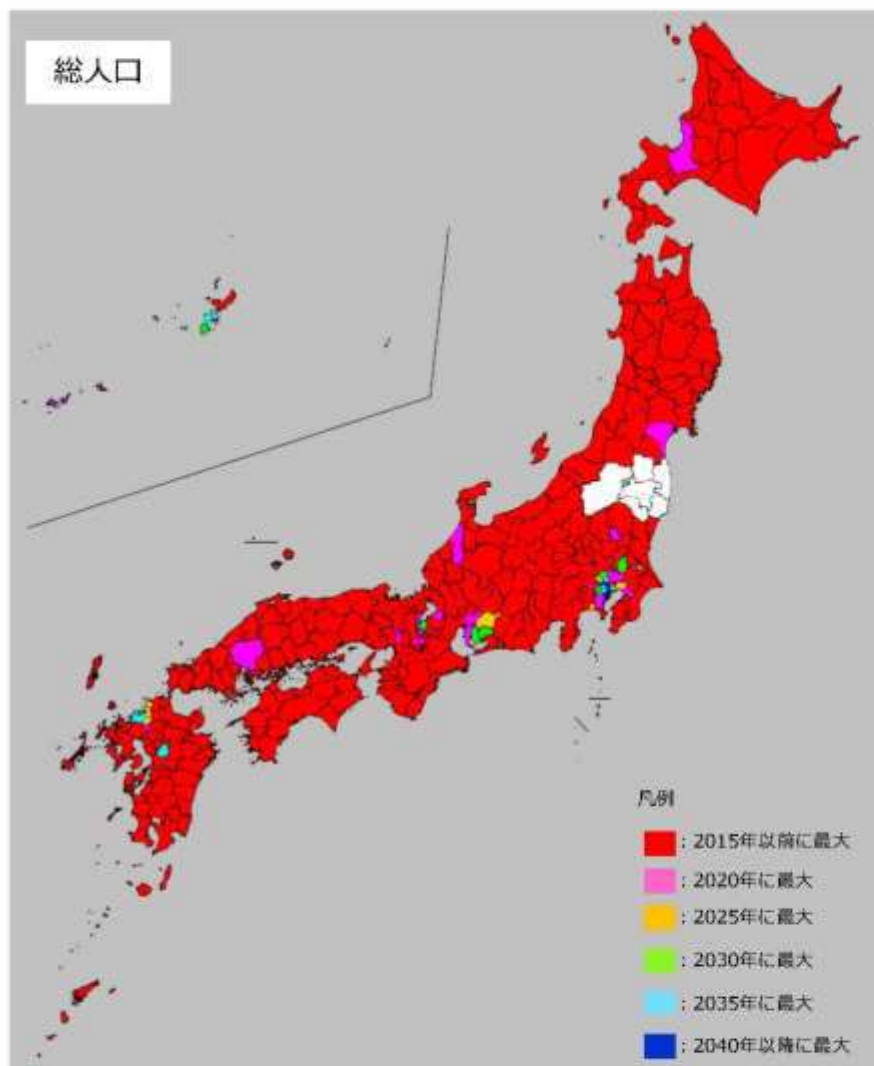 総人口
凡例
：2015年以前に最大
：2020年に最大
：2025年に最大
：2030年に最大
：2035年に最大
：2040年以降に最大